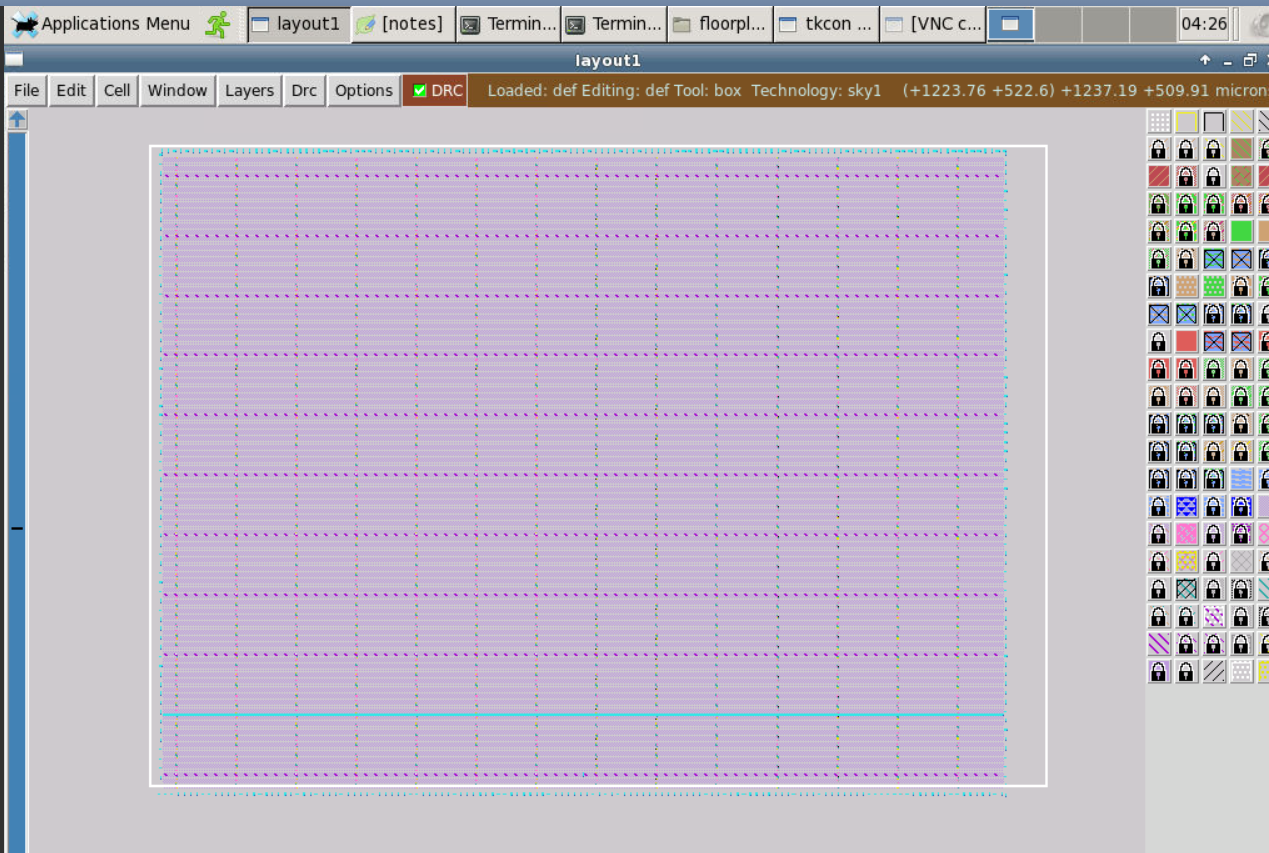 Applications Menu layout1 [notes] Termin... Termin... floorpl... tkcon ... [VNC c... 04:26
layout1
File Edit Cell Window Layers Drc Options DRC Loaded: def Editing: def Tool: box Technology: sky1 (+1223.76 +522.6) +1237.19 +509.91 micron